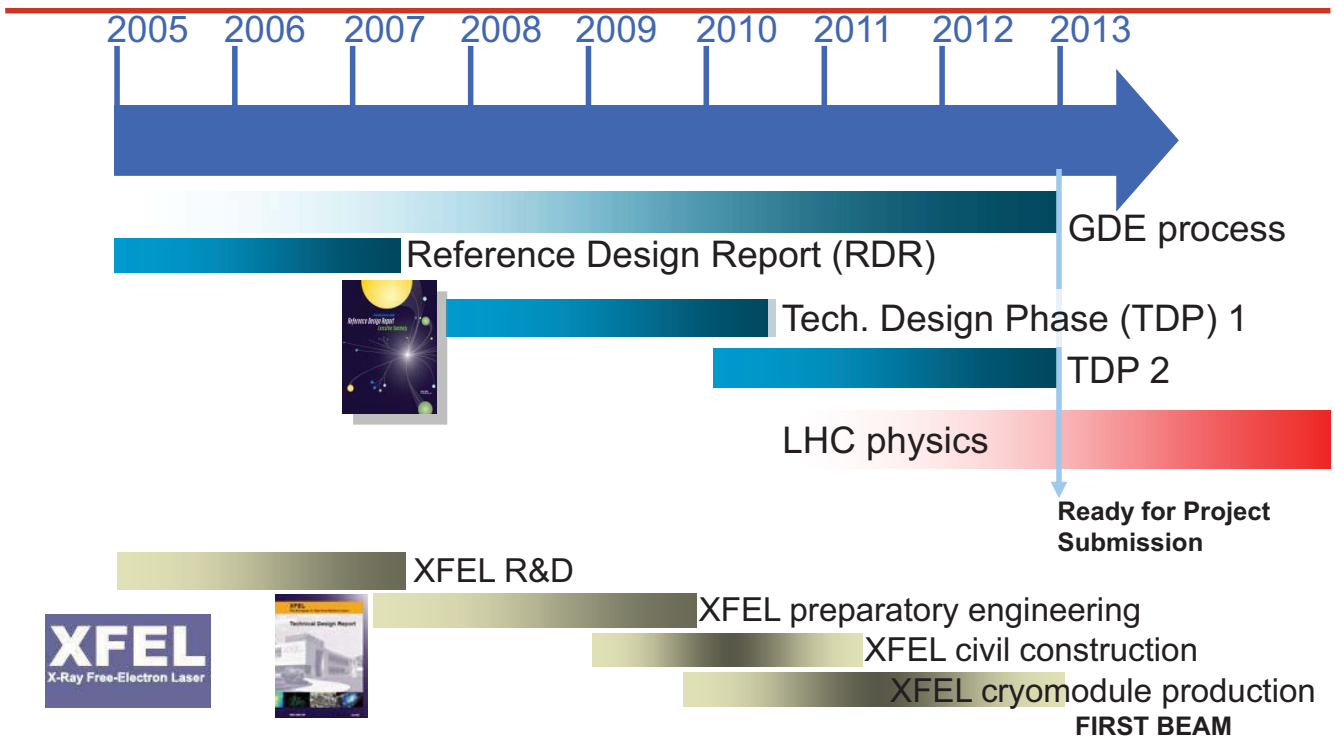 2005 2006 2007 2008 2009 2010 2011 2012 2013
GDE process
Reference Design Report (RDR)
Reference Design Report
Executive Summary
Tech. Design Phase (TDP) 1
TDP 2
LHC physics
Ready for Project
Submission
XFEL R&D
XFEL
Technical Design Report
XFEL preparatory engineering
XFEL
X-Ray Free-Electron Laser
XFEL civil construction
XFEL cryomodule production
FIRST BEAM